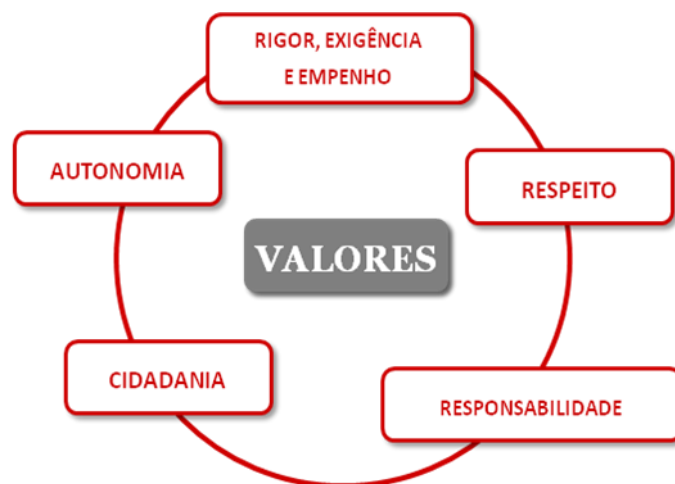 RIGOR, EXIGÊNCIA
E EMPENHO
AUTONOMIA
RESPEITO
VALORES
CIDADANIA
RESPONSABILIDADE